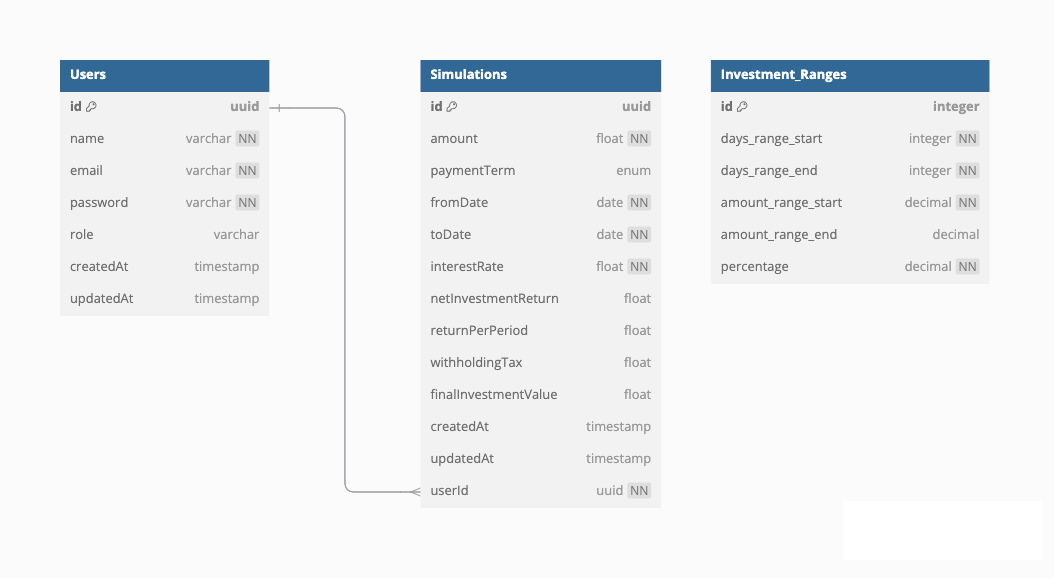 Users
id uuid
name varchar NN
email varchar NN
password varchar NN
role varchar
createdAt timestamp
updatedAt timestamp
Simulations
id uuid
amount float NN
paymentTerm enum
fromDate date NN
toDate date NN
interestRate float NN
netInvestmentReturn float
returnPerPeriod float
withholdingTax float
finalInvestmentValue float
createdAt timestamp
updatedAt timestamp
userId uuid NN
Investment_Ranges
id integer
days_range_start integer NN
days_range_end integer NN
amount_range_start decimal NN
amount_range_end decimal
percentage decimal NN